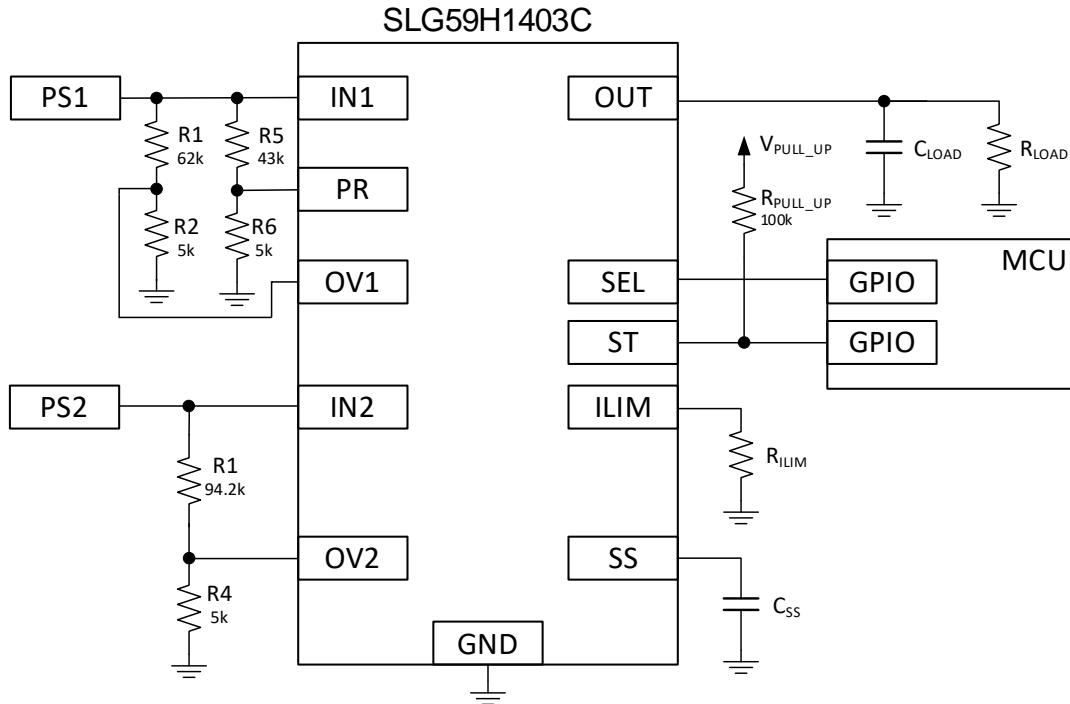 SLG59H1403C
PS1
IN1
OUT
R1
62k
R5
43k
V_PULL_UP
C_LOAD
R_LOAD
PR
R_PULL_UP
100k
R2
5k
R6
5k
MCU
OV1
SEL
GPIO
ST
GPIO
PS2
IN2
ILIM
R1
94.2k
R_ILIM
OV2
SS
R4
5k
C_SS
GND